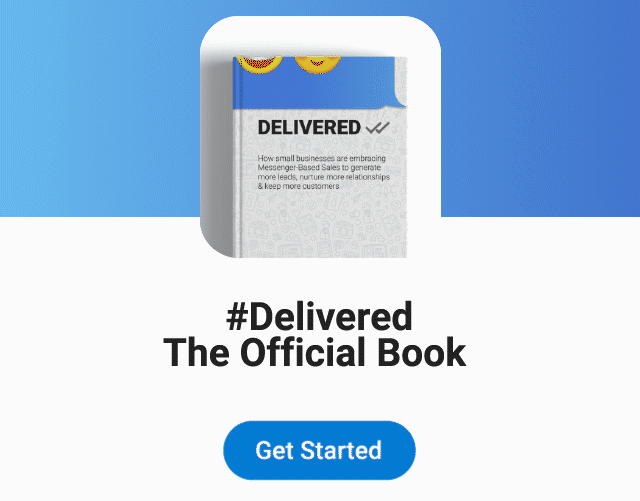 DELIVERED
How small businesses are embracing
Messenger-Based Sales to generate
more leads, nurture more relationships
& keep more customers
#Delivered
The Official Book
Get Started